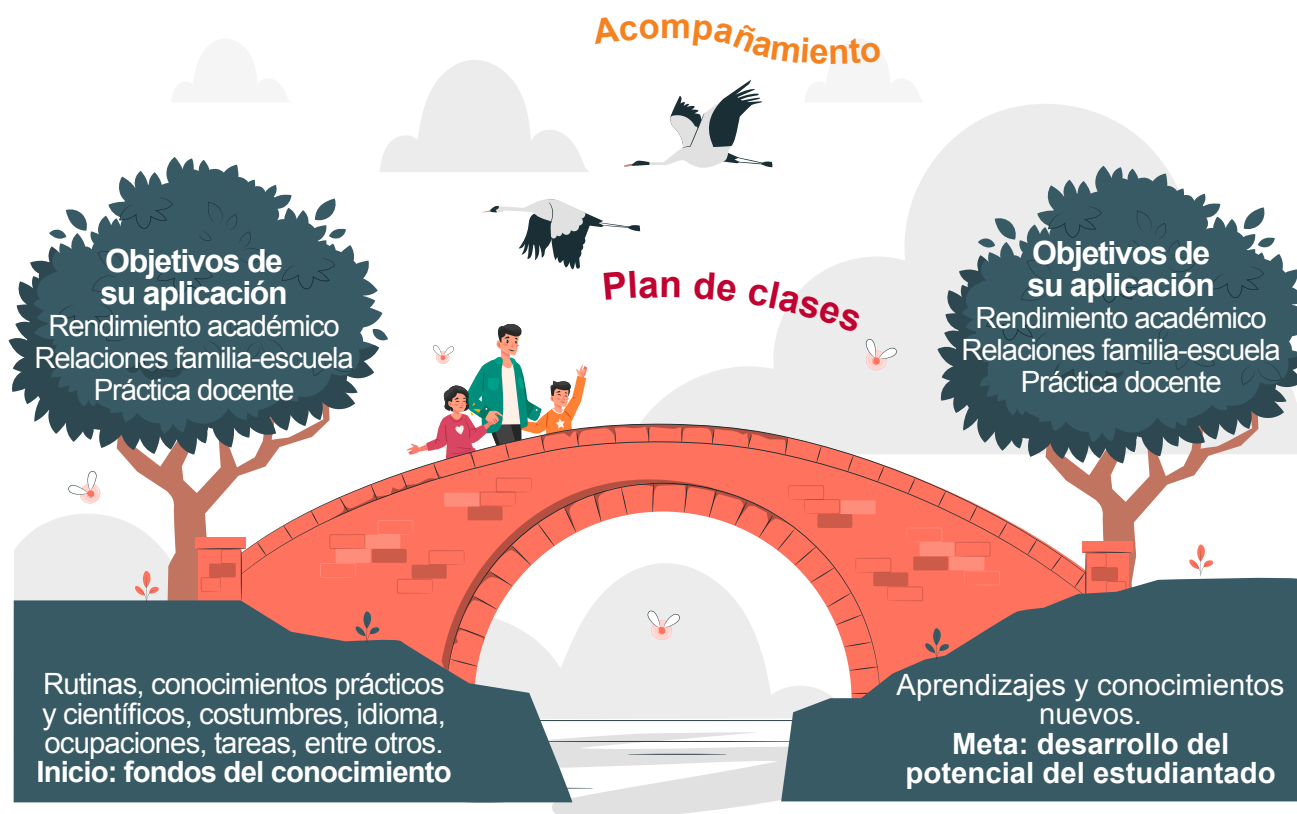 Acompañamiento
Plan de clases
Objetivos de
su aplicación
Rendimiento académico
Relaciones familia-escuela
Práctica docente
Objetivos de
su aplicación
Rendimiento académico
Relaciones familia-escuela
Práctica docente
Rutinas, conocimientos prácticos
y científicos, costumbres, idioma,
ocupaciones, tareas, entre otros.
Inicio: fondos del conocimiento
Aprendizajes y conocimientos
nuevos.
Meta: desarrollo del
potencial del estudiantado